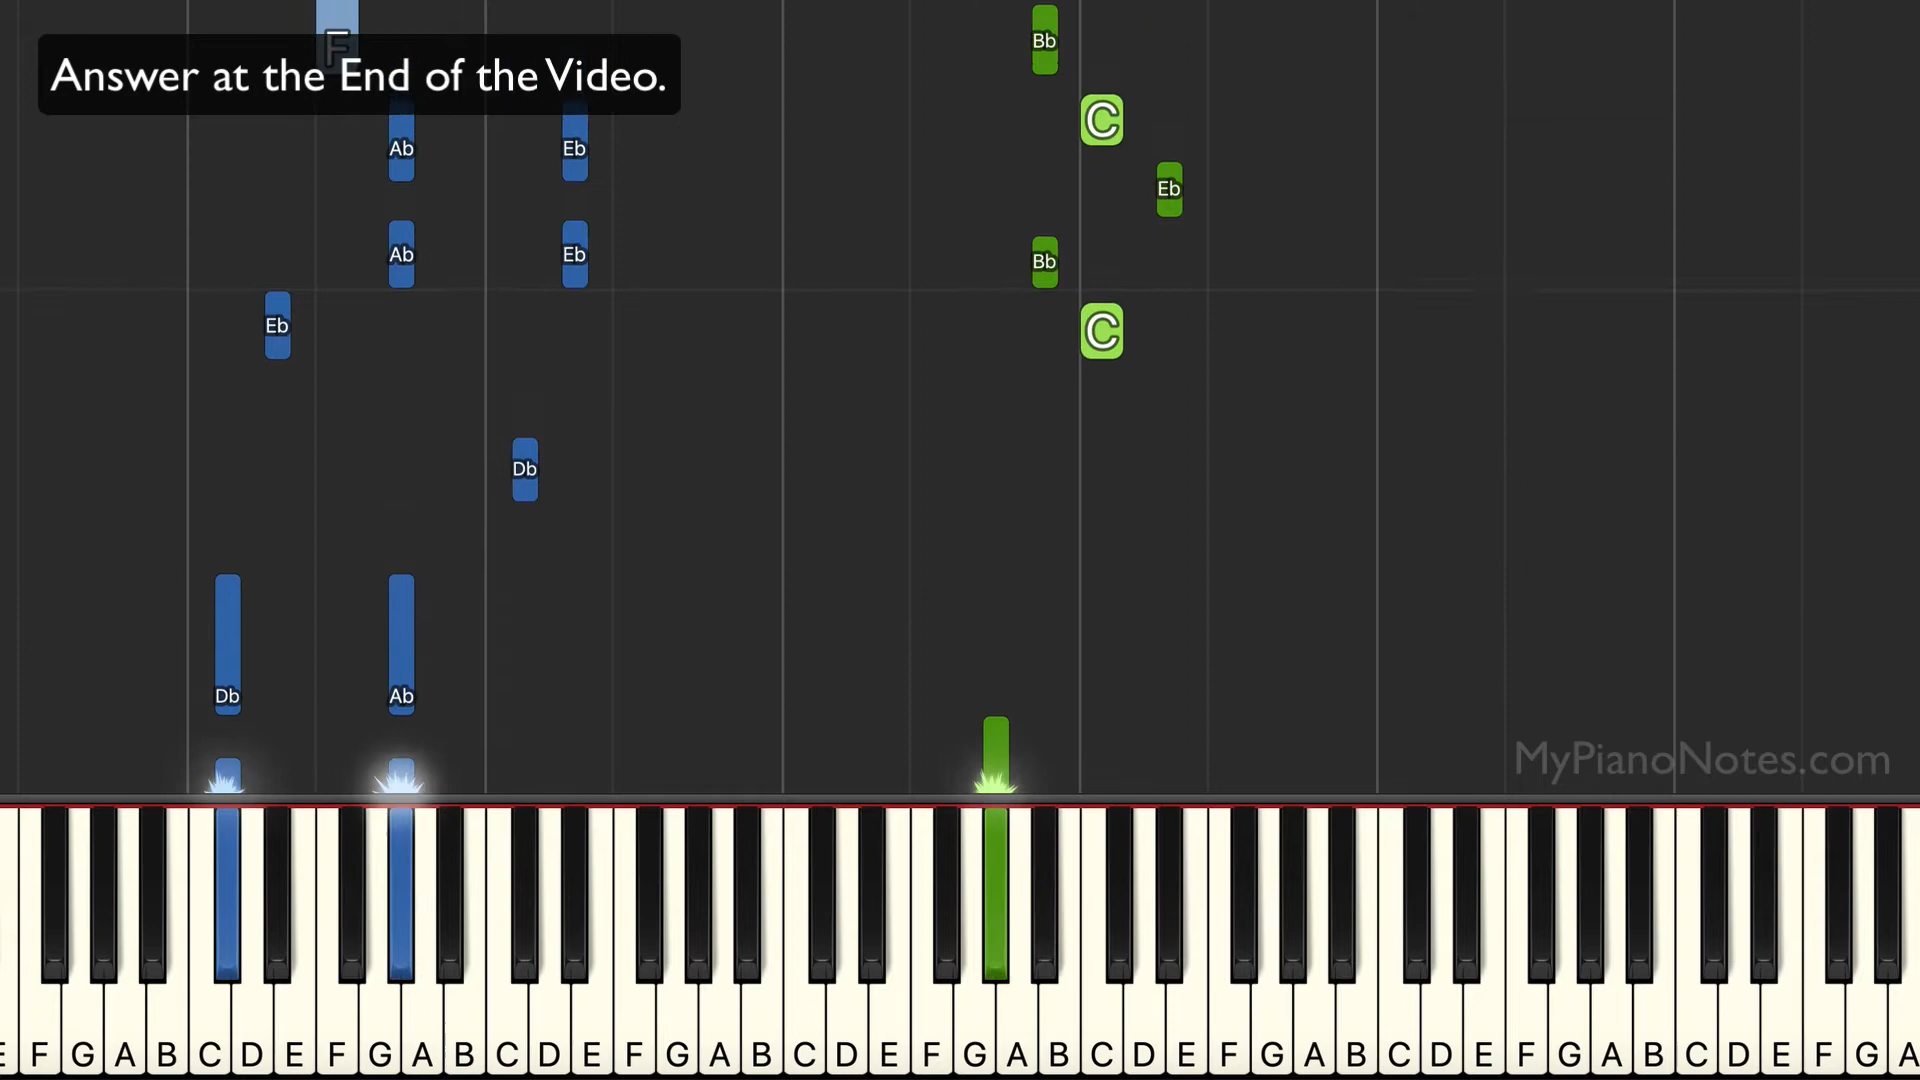 F
Answer at the End of the Video.
Bb
C
Ab Eb
Eb
Ab Eb
Bb
Eb
C
Db
Db Ab
MyPianoNotes.com
E F G A B C D E F G A B C D E F G A B C D E F G A B C D E F G A B C D E F G A B C D E F G A